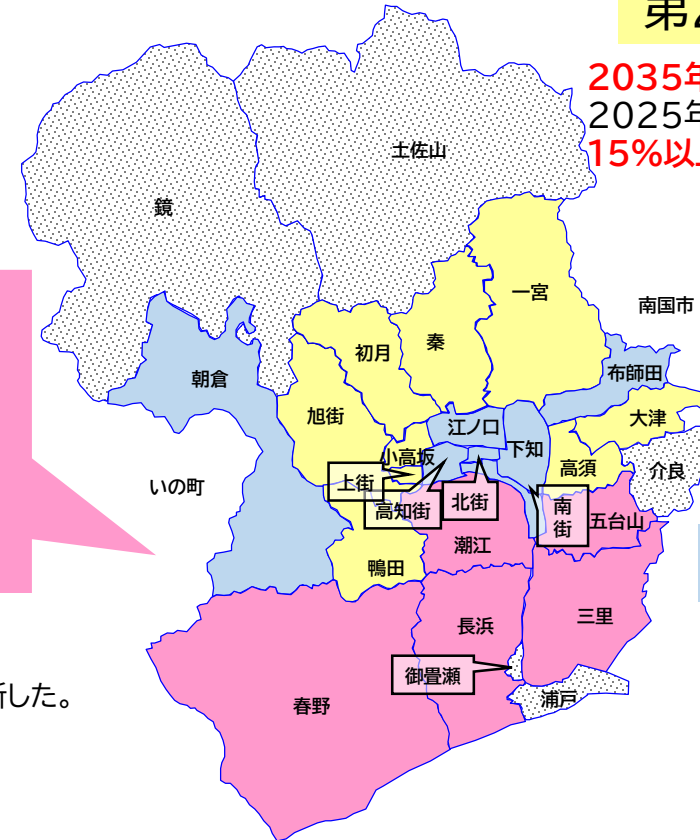 第2
2035年
2025年
15%以上
土佐山
鏡
一宮
南国市
秦
初月
朝倉
布師田
旭街
大津
江ノ口
下知
小高坂
高須
介良
上街
いの町
高知街
北街
南街
五台山
潮江
鴨田
三里
長浜
御畳瀬
浦戸
春野
断した。